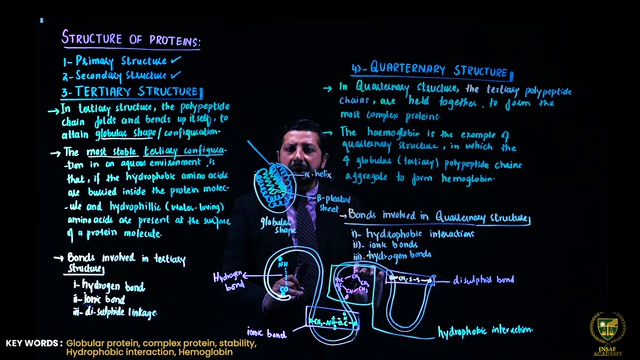 STRUCTURE OF PROTEINS:
1- Primary Structure ✓
2- Secondary Structure ✓
3- TERTIARY STRUCTURE
→ In tertiary structure, the polypeptide
chain folds and bends up itself, to
attain globular shape/configuration.
→ The most stable tertiary configura-
tion in an aquous environment, is
that, if the hydrophobic amino acids
are burried inside the protein molec-
ule and hydrophillic (water-loving)
aminoacids are present at the surface
of a protein molecule.
→ Bonds involved in tertiary
structure:
i- hydrogen bond
ii- Ionic bond
iii- di-sulphide linkage
α-helix
β-pleated
sheet
globular
shape
Hydrogen
bond
NH
CO
ionic bond
4)- QUARTERNARY STRUCTURE
→ In Quarternary Structure, the tertiary polypeptide
chains, are held together, to form the
most complex proteins
→ The haemoglobin is the example of
quarternary structure, in which the
4 globular (tertiary) polypeptide chains
aggregate to form hemoglobin.
→ Bonds involved in Quarternary structure
i)- hydrophobic interactions
ii)- ionic bonds
iii)- hydrogen bonds
disulphid bond
hydrophobic interaction
KEY WORDS : Globular protein, complex protein, stability,
Hydrophobic interaction, Hemoglobin
INSAF
ACADEMY